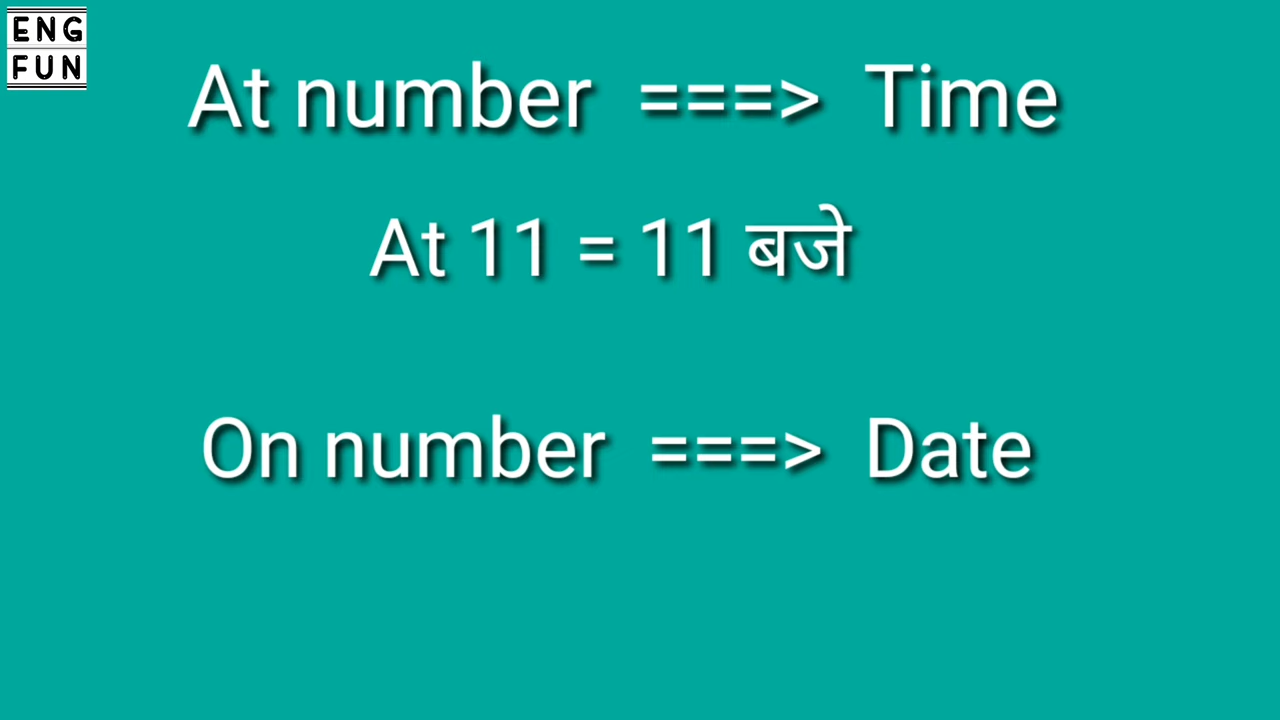 ENG
FUN
At number ===> Time
At 11 = 11 बजे
On number ===> Date